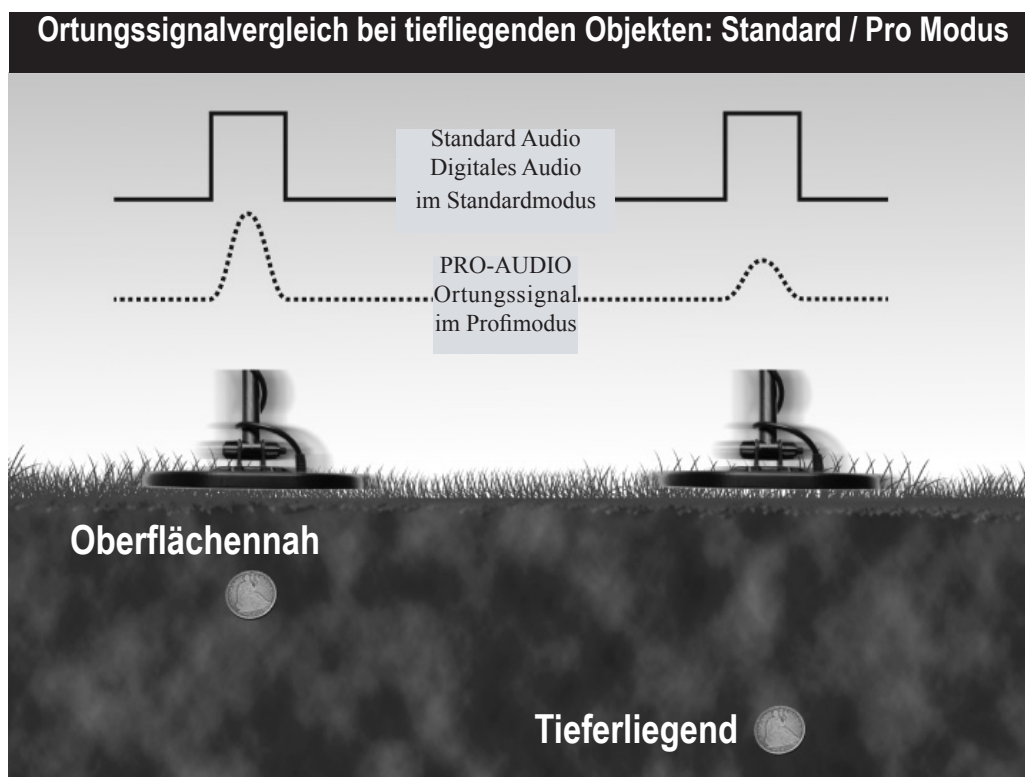 Ortungssignalvergleich bei tiefliegenden Objekten: Standard / Pro Modus
Standard Audio
Digitales Audio
im Standardmodus
PRO-AUDIO
Ortungssignal
im Profimodus
Oberflächennah
Tieferliegend